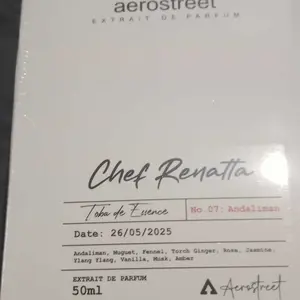 aerostreet
EXTRAIT DE PARFUM
Chef Renatta
Toba de Essence
No.07: Andaliman
Date: 26/05/2025
Andaliman, Muguet, Fennel, Torch Ginger, Rose, Jasmine,
Ylang Ylang, Vanilla, Musk, Amber
EXTRAIT DE PARFUM
50ml
Aerostreet